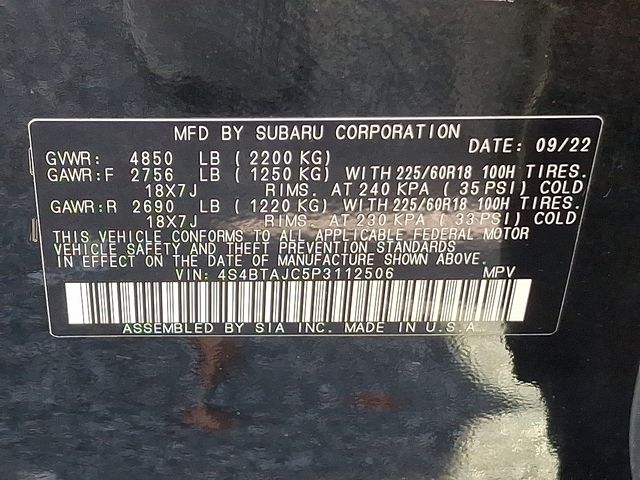 MFD BY SUBARU CORPORATION DATE: 09/22
GVWR: 4850 LB (2200 KG)
GAWR:F 2756 LB (1250 KG) WITH 225/60R18 100H TIRES.
18X7J RIMS. AT 240 KPA (35 PSI) COLD
GAWR:R 2690 LB (1220 KG) WITH 225/60R18 100H TIRES.
18X7J RIMS. AT 230 KPA (33 PSI) COLD
THIS VEHICLE CONFORMS TO ALL APPLICABLE FEDERAL MOTOR
VEHICLE SAFETY AND THEFT PREVENTION STANDARDS
IN EFFECT ON THE DATE OF MANUFACTURE SHOWN ABOVE.
VIN: 4S4BTAJC5P3112506 MPV
ASSEMBLED BY SIA INC. MADE IN U.S.A.